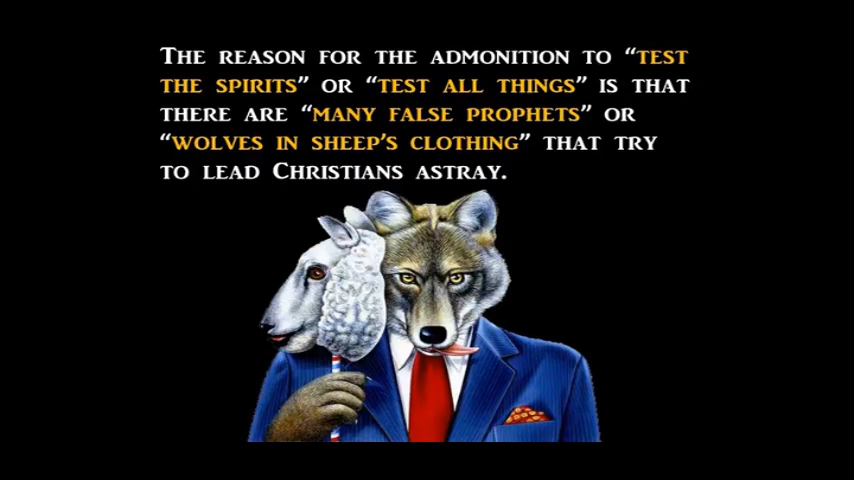 The reason for the admonition to “test
the spirits” or “test all things” is that
there are “many false prophets” or
“wolves in sheep’s clothing” that try
to lead Christians astray.